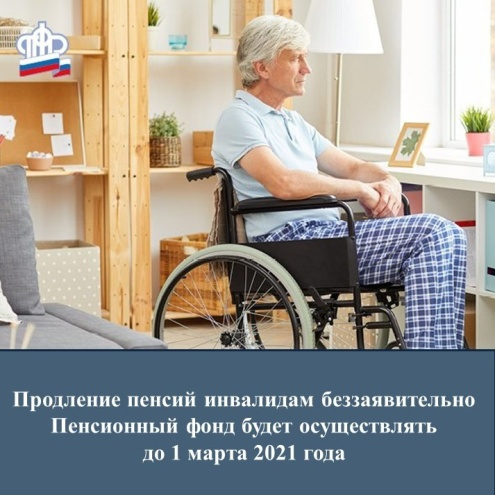 Продление пенсий инвалидам беззаявительно
Пенсионный фонд будет осуществлять
до 1 марта 2021 года